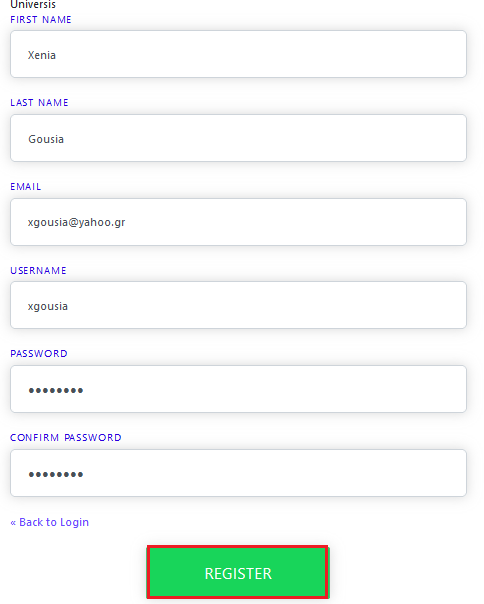 Universis
FIRST NAME
Xenia
LAST NAME
Gousia
EMAIL
xgousia@yahoo.gr
USERNAME
xgousia
PASSWORD
••••••••
CONFIRM PASSWORD
••••••••
« Back to Login
REGISTER